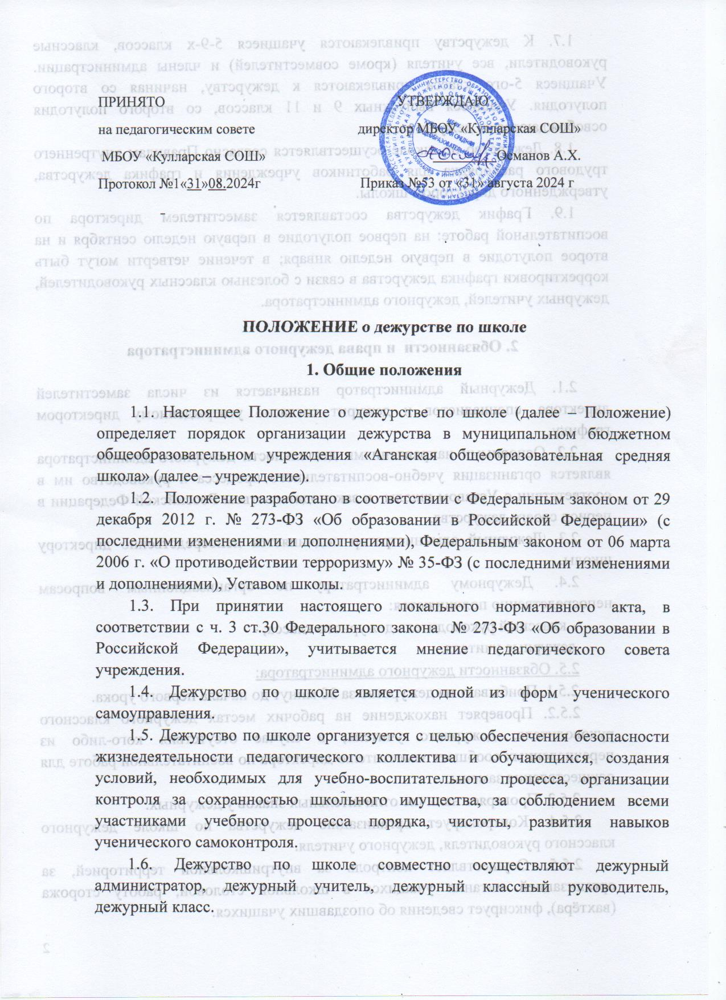 ПРИНЯТО
УТВЕРЖДАЮ
на педагогическим совете
директор МБОУ «Кулларская СОШ»
МБОУ «Кулларская СОШ»
Османов А.Х.
Протокол №1«31»08.2024г
Приказ №53 от «31» августа 2024 г
ПОЛОЖЕНИЕ о дежурстве по школе
1. Общие положения
1.1. Настоящее Положение о дежурстве по школе (далее – Положение)
определяет порядок организации дежурства в муниципальном бюджетном
общеобразовательном учреждения «Аганская общеобразовательная средняя
школа» (далее – учреждение).
1.2. Положение разработано в соответствии с Федеральным законом от 29
декабря 2012 г. № 273-ФЗ «Об образовании в Российской Федерации» (с
последними изменениями и дополнениями), Федеральным законом от 06 марта
2006 г. «О противодействии терроризму» № 35-ФЗ (с последними изменениями
и дополнениями), Уставом школы.
1.3. При принятии настоящего локального нормативного акта, в
соответствии с ч. 3 ст.30 Федерального закона № 273-ФЗ «Об образовании в
Российской Федерации», учитывается мнение педагогического совета
учреждения.
1.4. Дежурство по школе является одной из форм ученического
самоуправления.
1.5. Дежурство по школе организуется с целью обеспечения безопасности
жизнедеятельности педагогического коллектива и обучающихся, создания
условий, необходимых для учебно-воспитательного процесса, организации
контроля за сохранностью школьного имущества, за соблюдением всеми
участниками учебного процесса порядка, чистоты, развития навыков
ученического самоконтроля.
1.6. Дежурство по школе совместно осуществляют дежурный
администратор, дежурный учитель, дежурный классный руководитель,
дежурный класс.